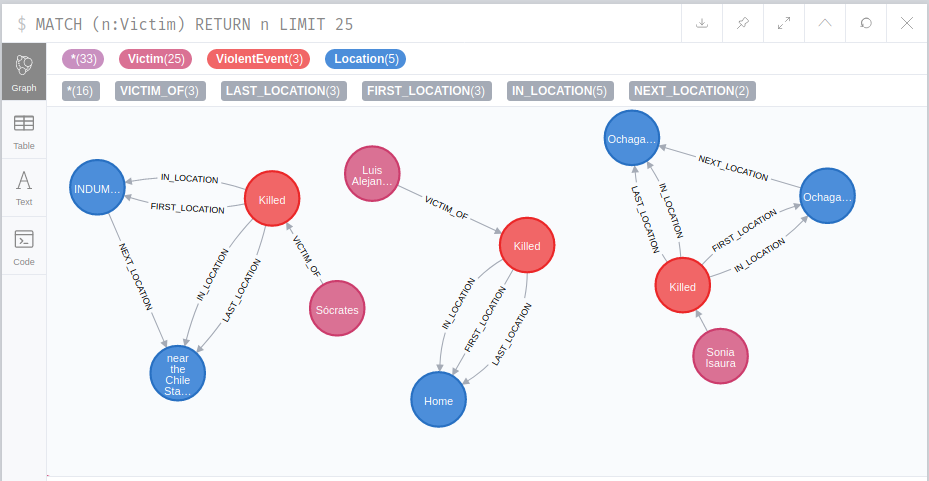 $ MATCH (n:Victim) RETURN n LIMIT 25
Graph
Table
Text
Code
*(33) Victim(25) ViolentEvent(3) Location(5)
*(16) VICTIM_OF(3) LAST_LOCATION(3) FIRST_LOCATION(3) IN_LOCATION(5) NEXT_LOCATION(2)
INDUM…
IN_LOCATION
FIRST_LOCATION
Killed
NEXT_LOCATION
IN_LOCATION
LAST_LOCATION
VICTIM_OF
Sócrates
near
the
Chile
Sta…
Luis
Alejan…
VICTIM_OF
Killed
IN_LOCATION
FIRST_LOCATION
LAST_LOCATION
Home
Ochaga…
NEXT_LOCATION
Ochaga…
LAST_LOCATION
IN_LOCATION
FIRST_LOCATION
IN_LOCATION
Killed
Sonia
Isaura